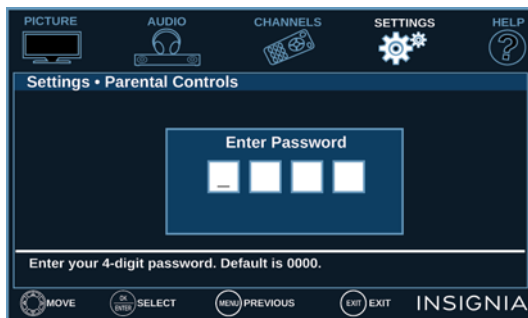 PICTURE AUDIO CHANNELS SETTINGS HELP
Settings • Parental Controls
Enter Password
_
Enter your 4-digit password. Default is 0000.
MOVE OK ENTER SELECT MENU PREVIOUS EXIT EXIT INSIGNIA